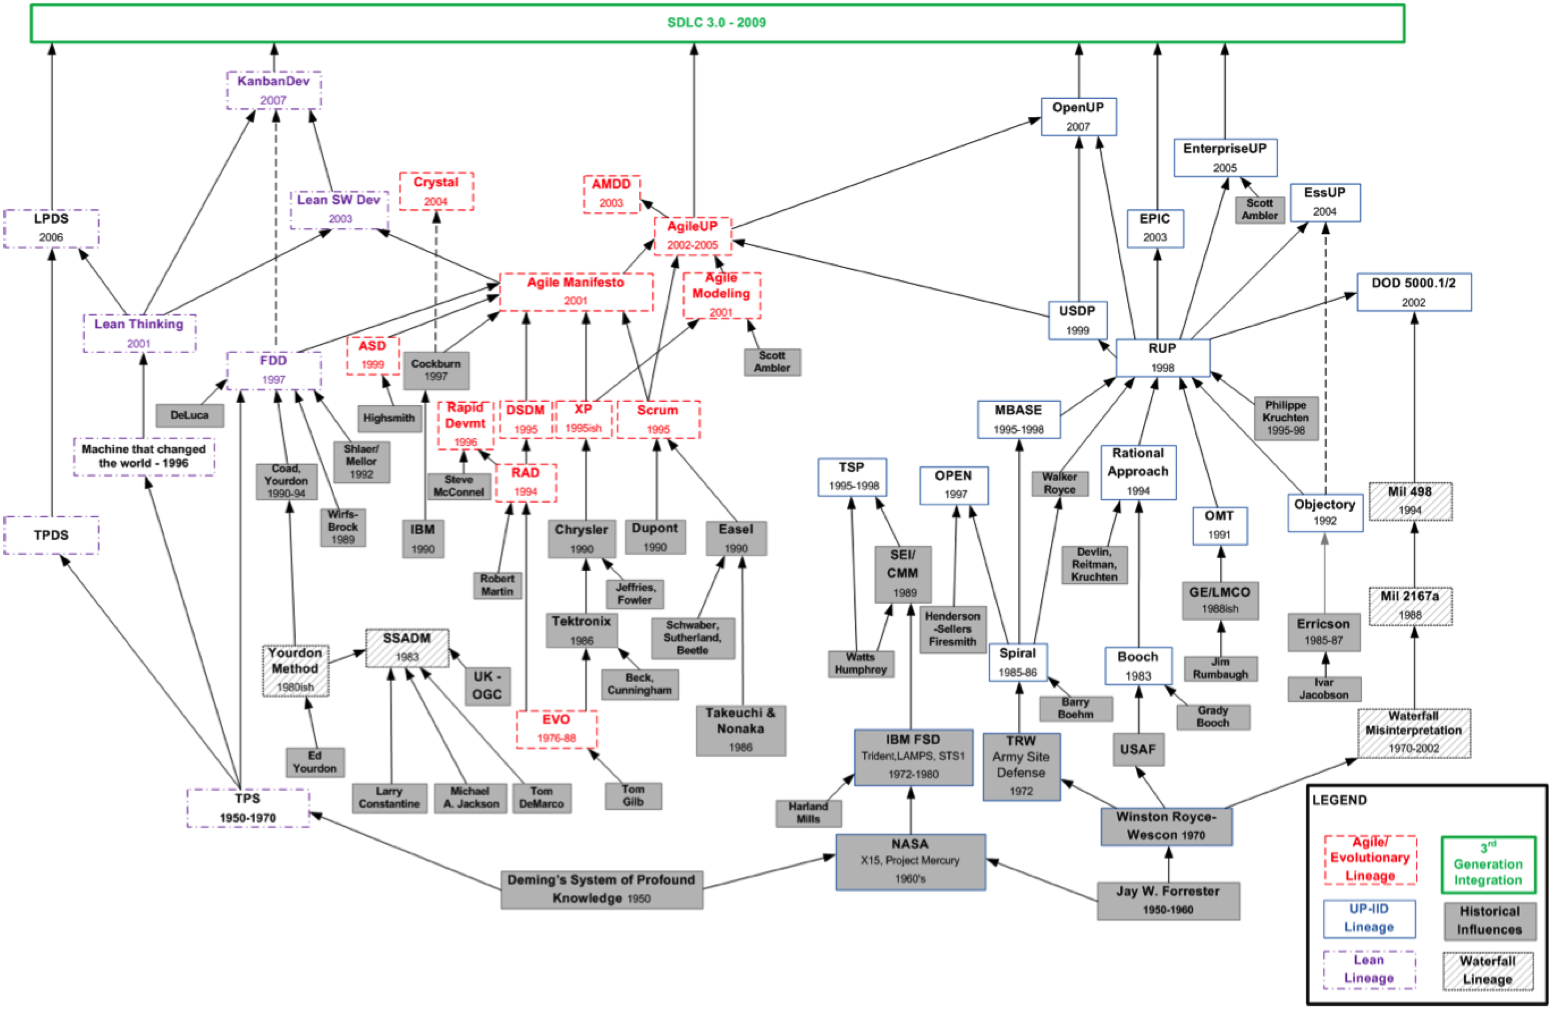 SDLC 3.0 - 2009
KanbanDev
2007
OpenUP
2007
EnterpriseUP
2005
Crystal
2004
AMDD
2003
Lean SW Dev
2003
EssUP
2004
Scott
Ambler
LPDS
2006
AgileUP
2002-2005
EPIC
2003
Agile Manifesto
2001
Agile
Modeling
2001
DOD 5000.1/2
2002
Lean Thinking
2001
USDP
1999
ASD
1999
FDD
1997
Cockburn
1997
Scott
Ambler
RUP
1998
DeLuca
Highsmith
Rapid
Devmt
1996
DSDM
1995
XP
1995ish
Scrum
1995
MBASE
1995-1998
Philippe
Kruchten
1995-98
Machine that changed
the world - 1996
Shlaer/
Mellor
1992
Coad,
Yourdon
1990-94
Steve
McConnel
RAD
1994
TSP
1995-1998
OPEN
1997
Walker
Royce
Rational
Approach
1994
Mil 498
1994
Objectory
1992
TPDS
Wirfs-
Brock
1989
IBM
1990
Chrysler
1990
Dupont
1990
Easel
1990
OMT
1991
SEI/
CMM
1989
Devlin,
Reitman,
Kruchten
Robert
Martin
Jeffries,
Fowler
GE/LMCO
1988ish
Mil 2167a
1988
Tektronix
1986
Schwaber,
Sutherland,
Beetle
Henderson
-Sellers
Firesmith
Erricson
1985-87
SSADM
1983
Yourdon
Method
1980ish
UK -
OGC
Beck,
Cunningham
Watts
Humphrey
Spiral
1985-86
Booch
1983
Jim
Rumbaugh
Ivar
Jacobson
Barry
Boehm
Grady
Booch
EVO
1976-88
Takeuchi &
Nonaka
1986
Waterfall
Misinterpretation
1970-2002
Ed
Yourdon
IBM FSD
Trident,LAMPS, STS1
1972-1980
TRW
Army Site
Defense
1972
USAF
TPS
1950-1970
Larry
Constantine
Michael
A. Jackson
Tom
DeMarco
Tom
Gilb
Harland
Mills
Winston Royce-
Wescon 1970
NASA
X15, Project Mercury
1960's
Deming's System of Profound
Knowledge 1950
Jay W. Forrester
1950-1960
LEGEND
Agile/
Evolutionary
Lineage
3rd
Generation
Integration
UP-IID
Lineage
Historical
Influences
Lean
Lineage
Waterfall
Lineage